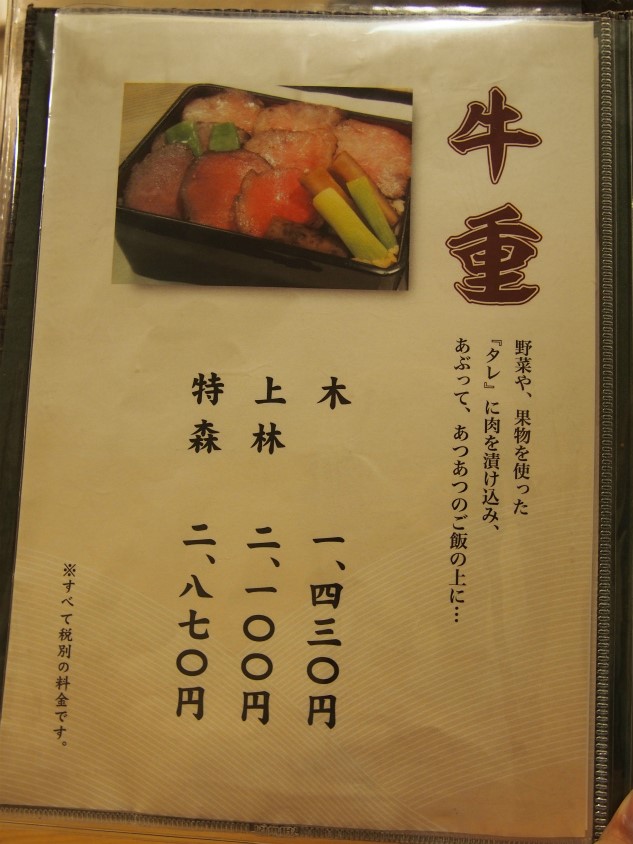 牛重
野菜や、果物を使った
『タレ』に肉を漬け込み、
あぶって、あつあつのご飯の上に…
木 一、四三〇円
上林 二、一〇〇円
特森 二、八七〇円
※すべて税別の料金です。